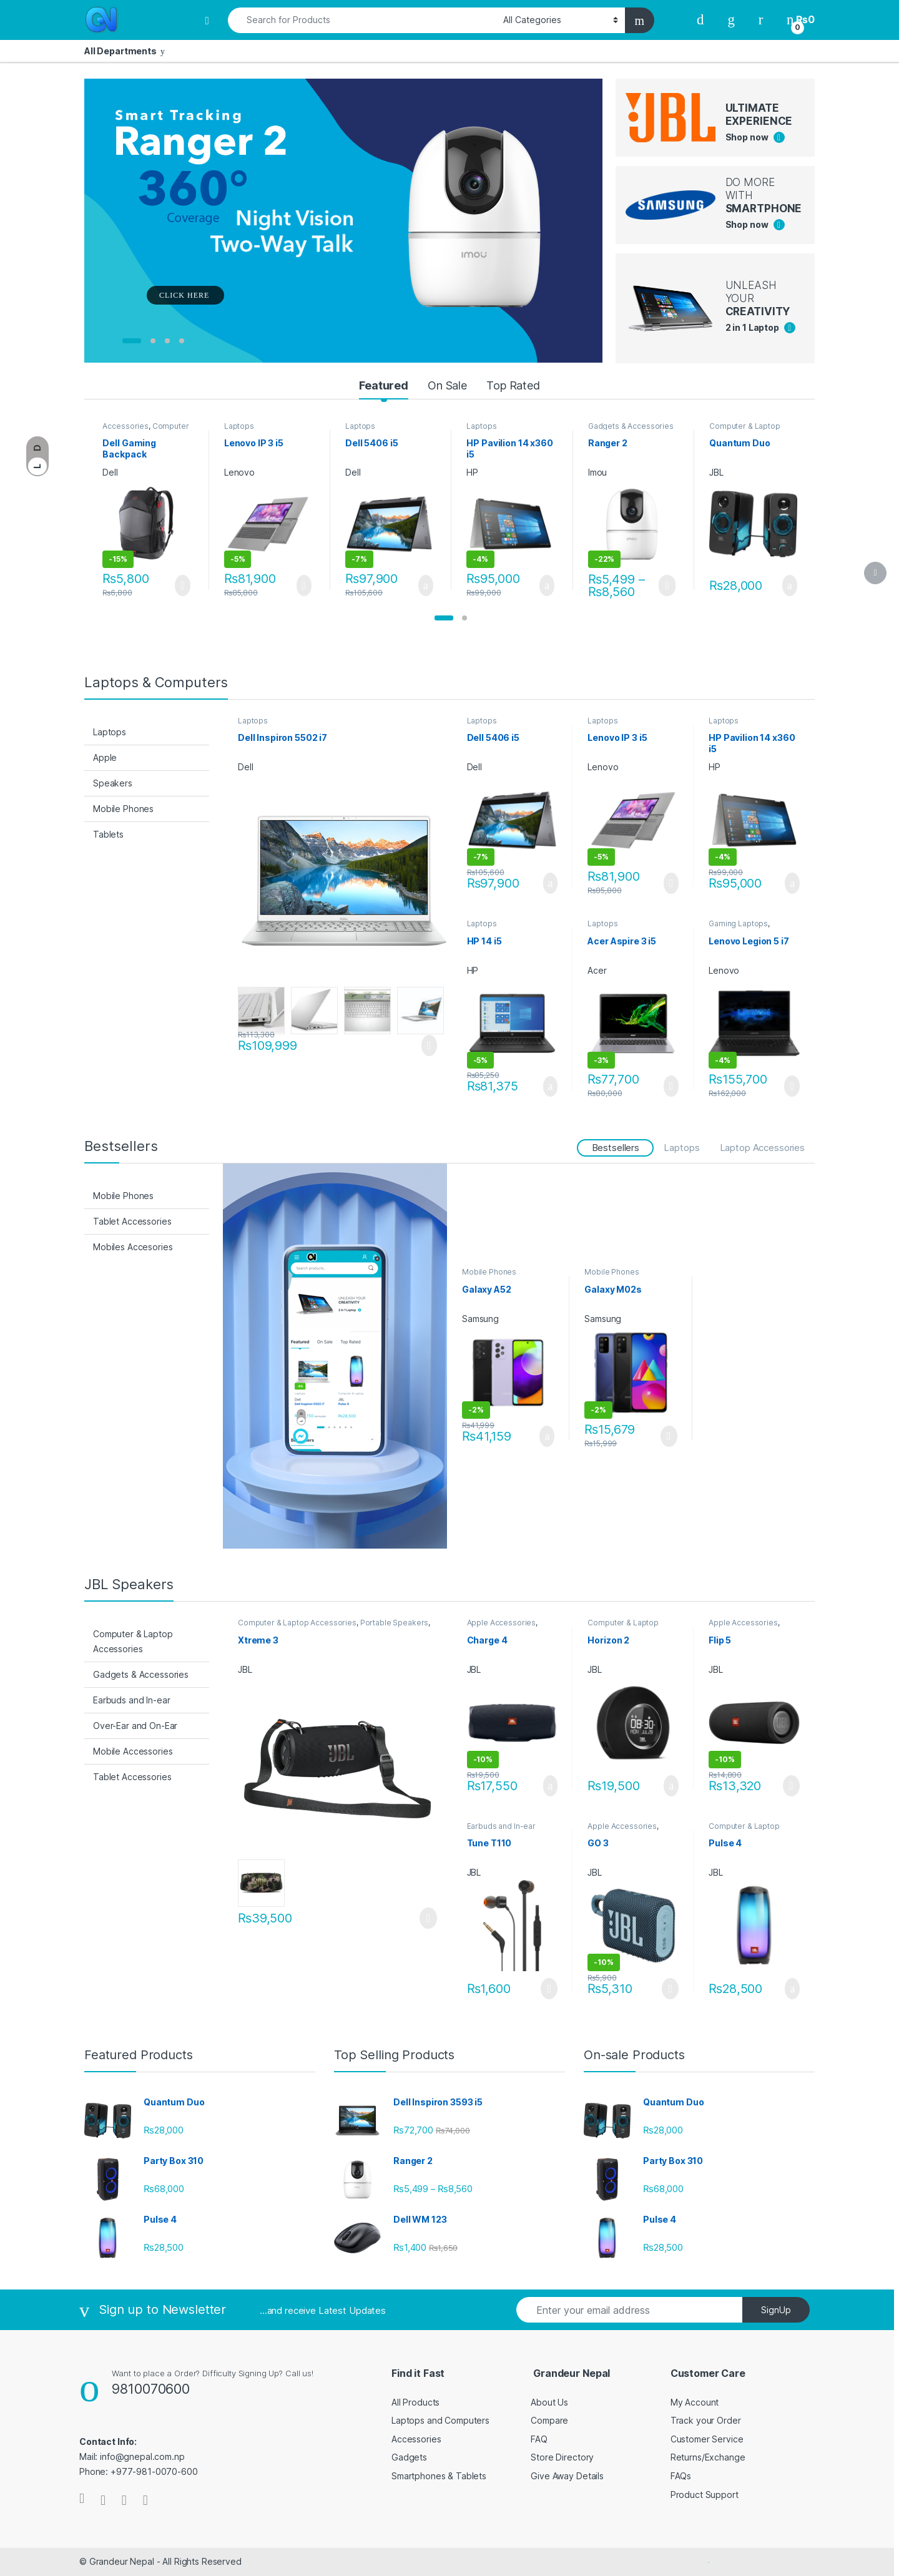 Search for Products
All Categories
m
d
g
r
n
₨0
0
All Departments
v
Smart Tracking
Ranger 2
360°
Coverage
Night Vision
Two-Way Talk
imou
CLICK HERE
JBL
ULTIMATE
EXPERIENCE
Shop now
SAMSUNG
DO MORE
WITH
SMARTPHONE
Shop now
UNLEASH
YOUR
CREATIVITY
2 in 1 Laptop
Featured
On Sale
Top Rated
D
L
Accessories, Computer
Dell Gaming
Backpack
Dell
-15%
₨5,800
₨6,800
Laptops
Lenovo IP 3 i5
Lenovo
-5%
₨81,900
₨85,800
Laptops
Dell 5406 i5
Dell
-7%
₨97,900
₨105,600
Laptops
HP Pavilion 14 x360
i5
HP
-4%
₨95,000
₨99,000
Gadgets & Accessories
Ranger 2
Imou
-22%
₨5,499 –
₨8,560
Computer & Laptop
Quantum Duo
JBL
₨28,000
Laptops & Computers
Laptops
Apple
Speakers
Mobile Phones
Tablets
Laptops
Dell Inspiron 5502 i7
Dell
₨113,300
₨109,999
Laptops
Dell 5406 i5
Dell
-7%
₨105,600
₨97,900
Laptops
Lenovo IP 3 i5
Lenovo
-5%
₨81,900
₨85,800
Laptops
HP Pavilion 14 x360
i5
HP
-4%
₨99,000
₨95,000
Laptops
HP 14 i5
HP
-5%
₨85,250
₨81,375
Laptops
Acer Aspire 3 i5
Acer
-3%
₨77,700
₨80,000
Gaming Laptops,
Lenovo Legion 5 i7
Lenovo
-4%
₨155,700
₨162,000
Bestsellers
Bestsellers
Laptops
Laptop Accessories
Mobile Phones
Tablet Accessories
Mobiles Accesories
Search products
UNLEASH YOUR
CREATIVITY
Featured
On Sale
Top Rated
Mobile Phones
Galaxy A52
Samsung
-2%
₨41,999
₨41,159
Mobile Phones
Galaxy M02s
Samsung
-2%
₨15,679
₨15,999
JBL Speakers
Computer & Laptop
Accessories
Gadgets & Accessories
Earbuds and In-ear
Over-Ear and On-Ear
Mobile Accessories
Tablet Accessories
Computer & Laptop Accessories, Portable Speakers,
Xtreme 3
JBL
JBL
₨39,500
Apple Accessories,
Charge 4
JBL
-10%
₨19,500
₨17,550
Computer & Laptop
Horizon 2
JBL
08:30
₨19,500
Apple Accessories,
Flip 5
JBL
-10%
₨14,800
₨13,320
Earbuds and In-ear
Tune T110
JBL
₨1,600
Apple Accessories,
GO 3
JBL
JBL
-10%
₨5,900
₨5,310
Computer & Laptop
Pulse 4
JBL
₨28,500
Featured Products
Quantum Duo
₨28,000
Party Box 310
₨68,000
Pulse 4
₨28,500
Top Selling Products
Dell Inspiron 3593 i5
₨72,700 ₨74,000
Ranger 2
₨5,499 – ₨8,560
Dell WM 123
₨1,400 ₨1,650
On-sale Products
Quantum Duo
₨28,000
Party Box 310
₨68,000
Pulse 4
₨28,500
v
Sign up to Newsletter
...and receive Latest Updates
Enter your email address
SignUp
Want to place a Order? Difficulty Signing Up? Call us!
9810070600
Contact Info:
Mail: info@gnepal.com.np
Phone: +977-981-0070-600
Find it Fast
All Products
Laptops and Computers
Accessories
Gadgets
Smartphones & Tablets
Grandeur Nepal
About Us
Compare
FAQ
Store Directory
Give Away Details
Customer Care
My Account
Track your Order
Customer Service
Returns/Exchange
FAQs
Product Support
© Grandeur Nepal - All Rights Reserved